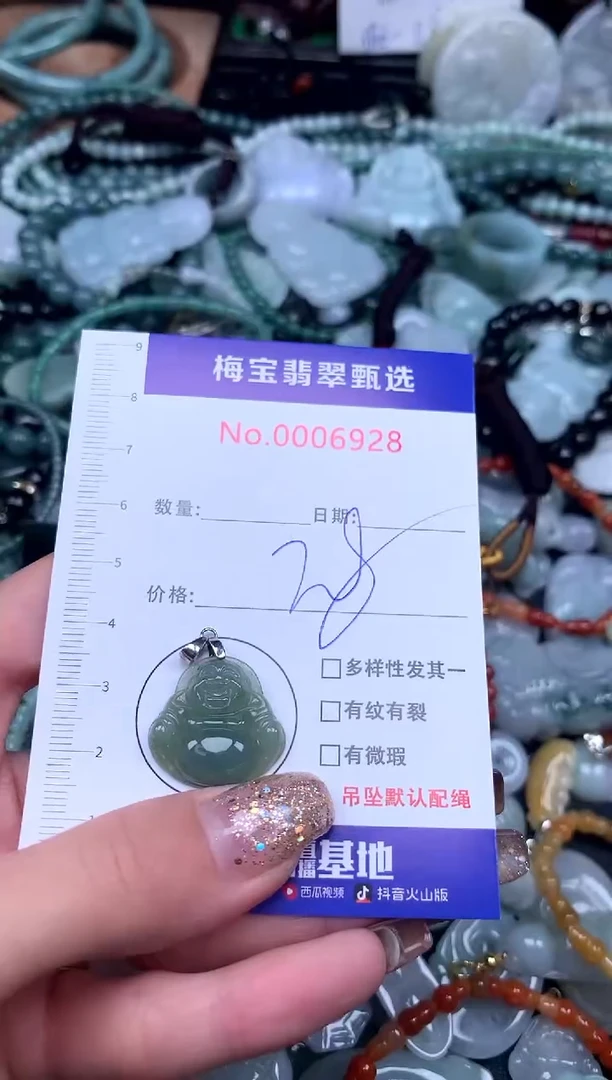 梅宝翡翠甄选
No.0006928
数量: 日期:
价格:
多样性发其一
有纹有裂
有微瑕
吊坠默认配绳
播基地
西瓜视频 抖音火山版
9
8
7
6
5
4
3
2